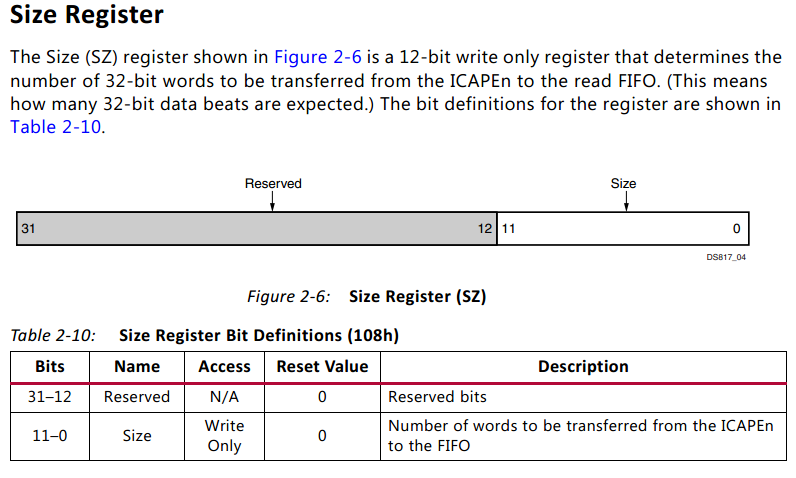 Size Register
The Size (SZ) register shown in Figure 2-6 is a 12-bit write only register that determines the
number of 32-bit words to be transferred from the ICAPEn to the read FIFO. (This means
how many 32-bit data beats are expected.) The bit definitions for the register are shown in
Table 2-10.
Reserved Size
31 12 11 0
DS817_04
Figure 2-6: Size Register (SZ)
Table 2-10: Size Register Bit Definitions (108h)
Bits Name Access Reset Value Description
31–12 Reserved N/A 0 Reserved bits
11–0 Size Write Only 0 Number of words to be transferred from the ICAPEn
to the FIFO